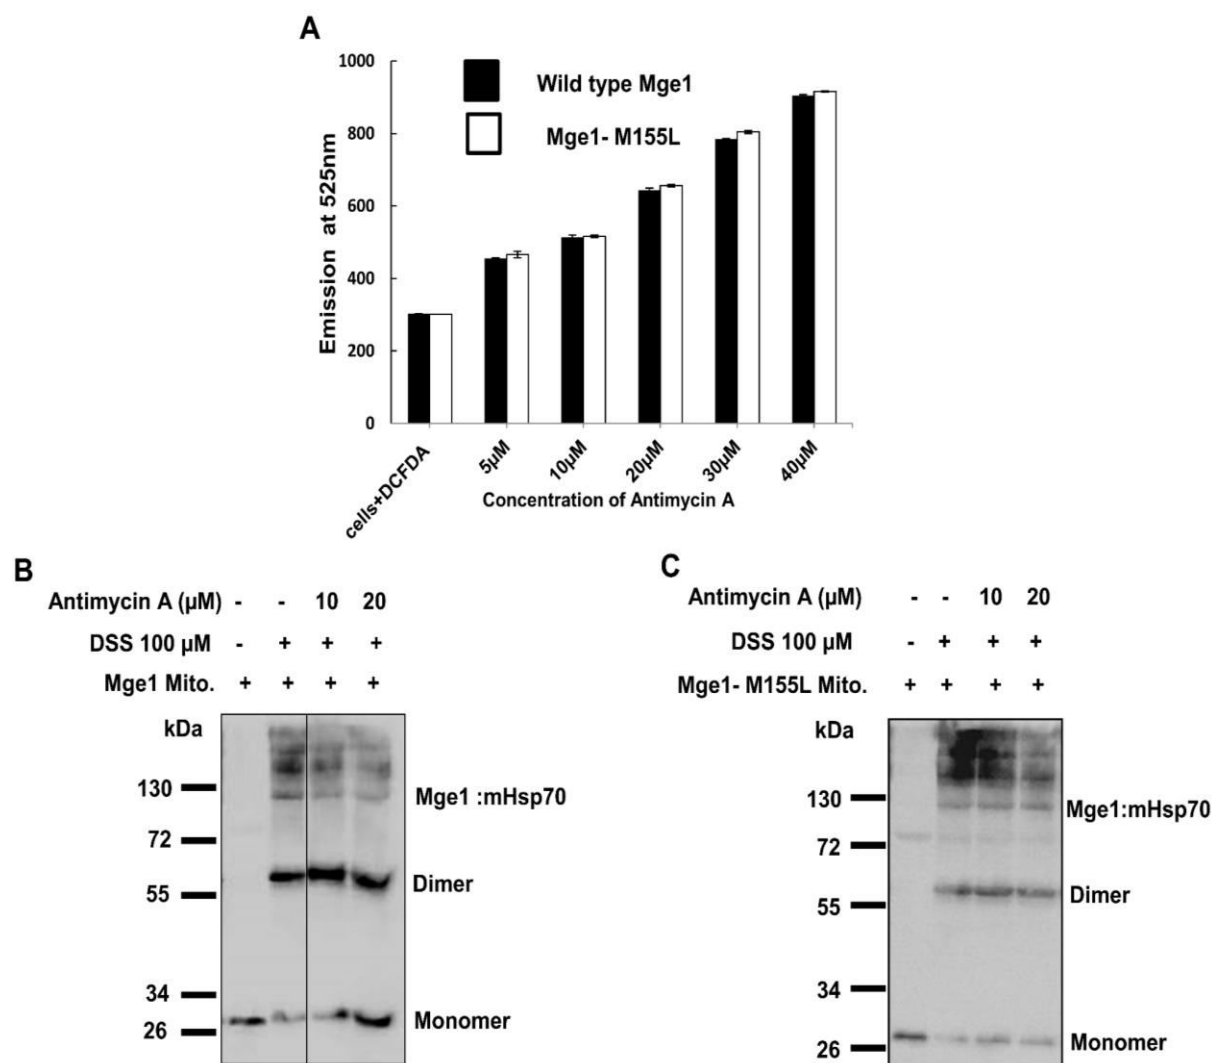 A
1000
800
600
400
200
0
Emission at 525nm
Wild type Mge1
Mge1- M155L
cells+DCFDA
5µM
10µM
20µM
30µM
40µM
Concentration of Antimycin A
B
Antimycin A (µM) - - 10 20
DSS 100 µM - + + +
Mge1 Mito. + + + +
kDa
130
72
55
34
26
Mge1 :mHsp70
Dimer
Monomer
C
Antimycin A (µM) - - 10 20
DSS 100 µM - + + +
Mge1- M155L Mito. + + + +
kDa
130
72
55
34
26
Mge1:mHsp70
Dimer
Monomer